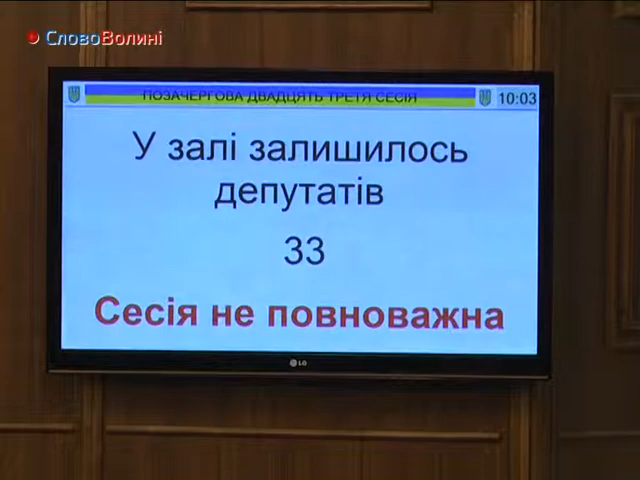 СловоВолині
ПОЗАЧЕРГОВА ДВАДЦЯТЬ ТРЕТЯ СЕСІЯ
10:03
У залі залишилось
депутатів
33
Сесія не повноважна
LG